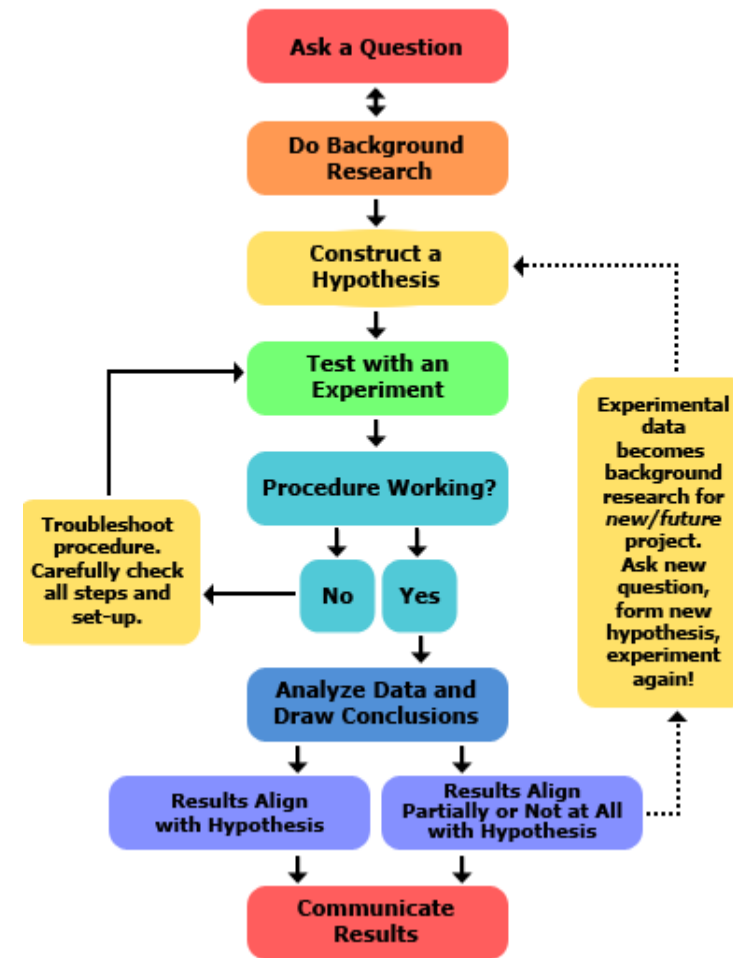 Ask a Question
Do Background
Research
Construct a
Hypothesis
Test with an
Experiment
Procedure Working?
No
Yes
Troubleshoot
procedure.
Carefully check
all steps and
set-up.
Analyze Data and
Draw Conclusions
Results Align
with Hypothesis
Results Align
Partially or Not at All
with Hypothesis
Experimental
data
becomes
background
research for
new/future
project.
Ask new
question,
form new
hypothesis,
experiment
again!
Communicate
Results